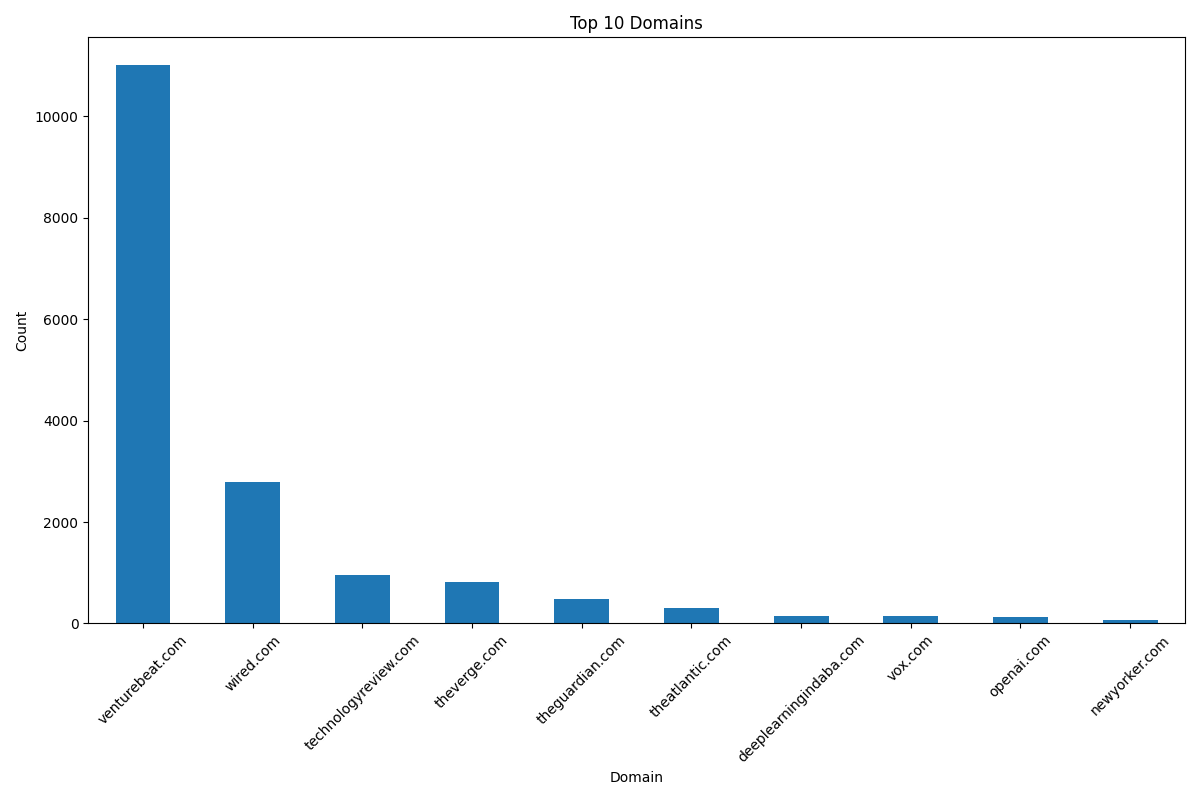 Top 10 Domains
Count
10000
8000
6000
4000
2000
0
venturebeat.com
wired.com
technologyreview.com
theverge.com
theguardian.com
theatlantic.com
deeplearningindaba.com
vox.com
openai.com
newyorker.com
Domain